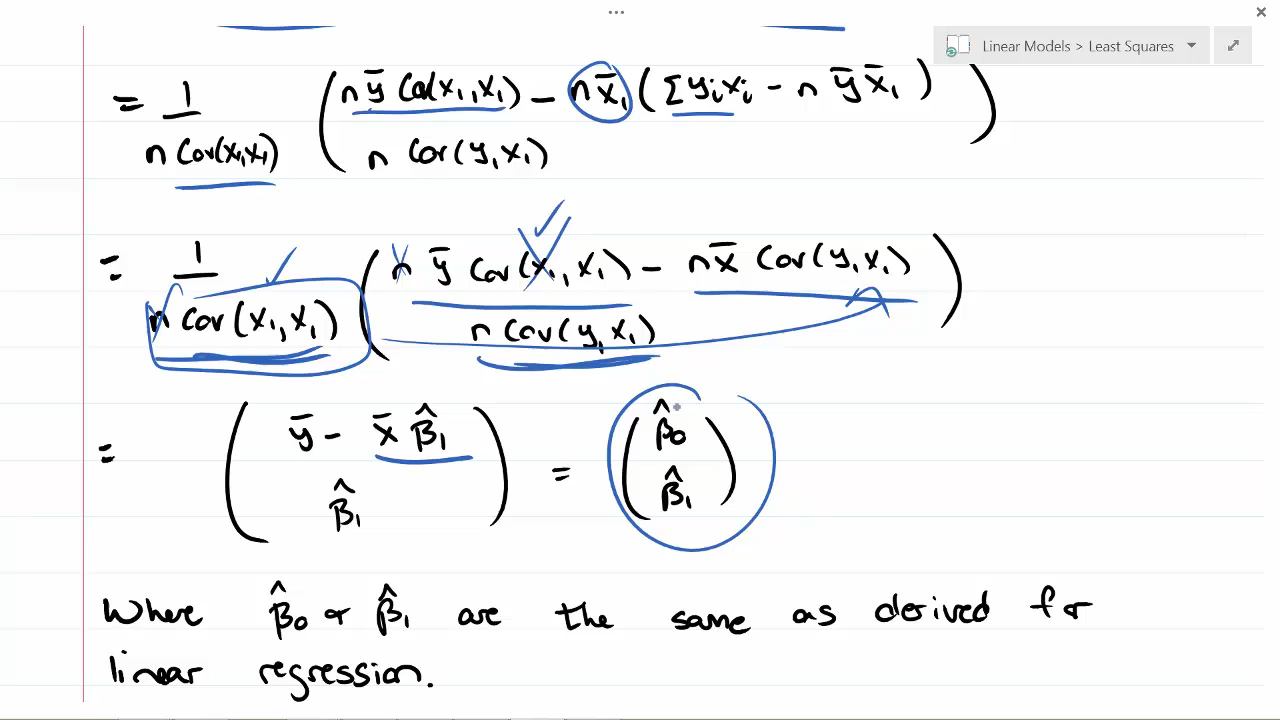 Linear Models > Least Squares
= 1/(n Cov(x₁,x₁)) ( n ȳ Cov(x₁,x₁) − n x̄₁ ( Σ yᵢxᵢ − n ȳ x̄₁ )
n Cov(y,x₁) )
= 1/(n Cov(x₁,x₁)) ( n ȳ Cov(x₁,x₁) − n x̄ Cov(y,x₁)
n Cov(y,x₁) )
= ( ȳ − x̄ β̂₁
β̂₁ ) = ( β̂₀
β̂₁ )
Where β̂₀ & β̂₁ are the same as derived for
linear regression.